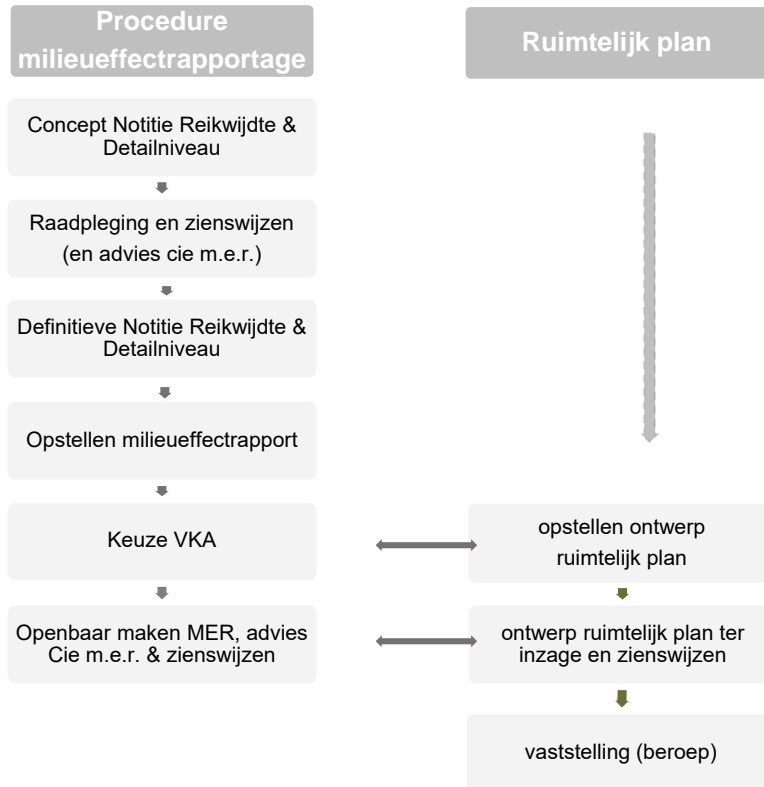 Procedure
milieueffectrapportage
Ruimtelijk plan
Concept Notitie Reikwijdte &
Detailniveau
Raadpleging en zienswijzen
(en advies cie m.e.r.)
Definitieve Notitie Reikwijdte &
Detailniveau
Opstellen milieueffectrapport
Keuze VKA
opstellen ontwerp
ruimtelijk plan
Openbaar maken MER, advies
Cie m.e.r. & zienswijzen
ontwerp ruimtelijk plan ter
inzage en zienswijzen
vaststelling (beroep)